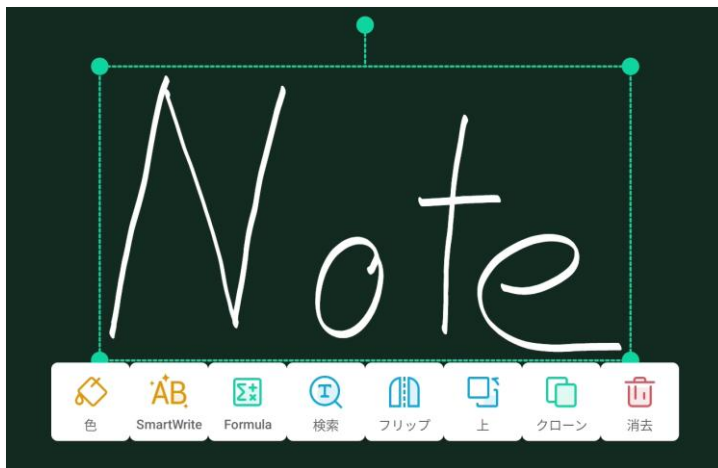 Note
色 SmartWrite Formula 検索 フリップ 上 クローン 消去